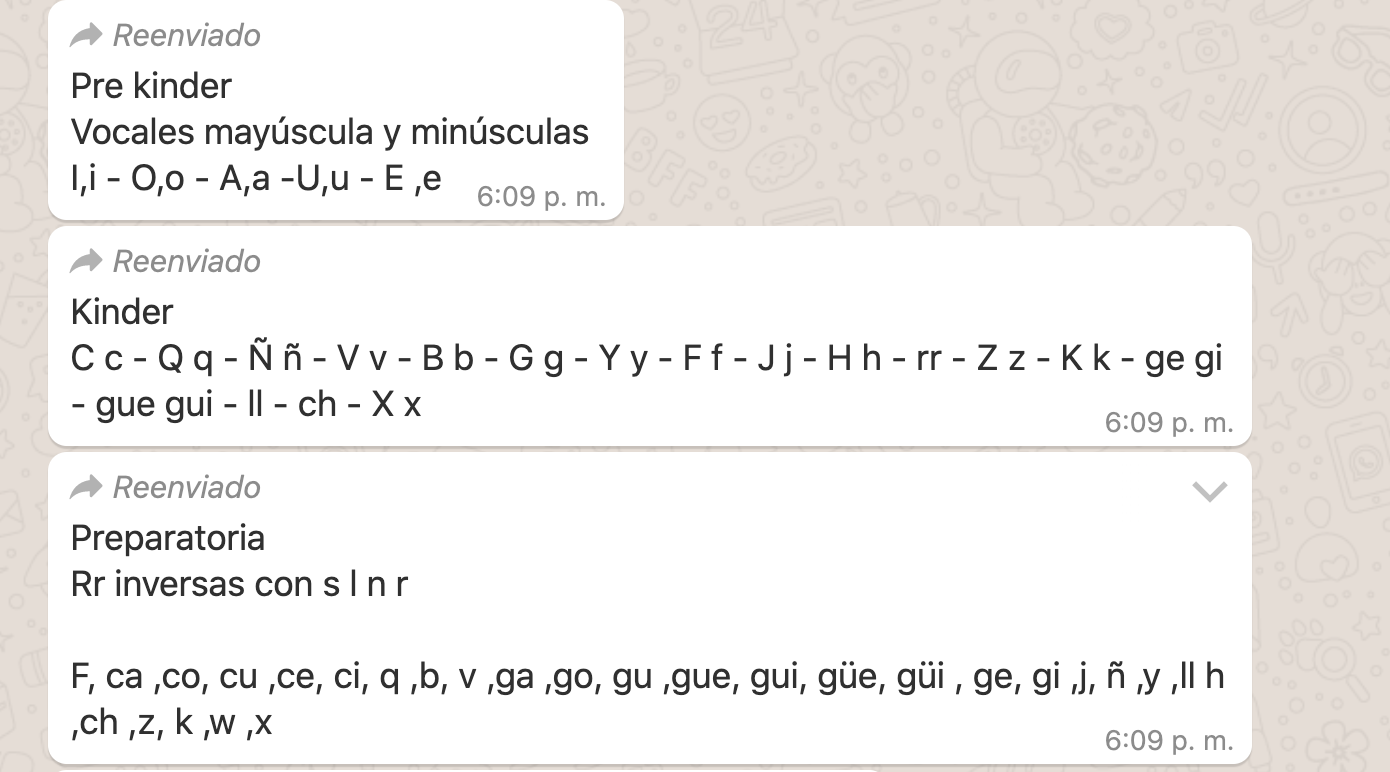 Reenviado
Pre kinder
Vocales mayúscula y minúsculas
I,i - O,o - A,a -U,u - E ,e
6:09 p. m.
Reenviado
Kinder
C c - Q q - Ñ ñ - V v - B b - G g - Y y - F f - J j - H h - rr - Z z - K k - ge gi
- gue gui - ll - ch - X x
6:09 p. m.
Reenviado
Preparatoria
Rr inversas con s l n r
F, ca ,co, cu ,ce, ci, q ,b, v ,ga ,go, gu ,gue, gui, güe, güi , ge, gi ,j, ñ ,y ,ll h
,ch ,z, k ,w ,x
6:09 p. m.